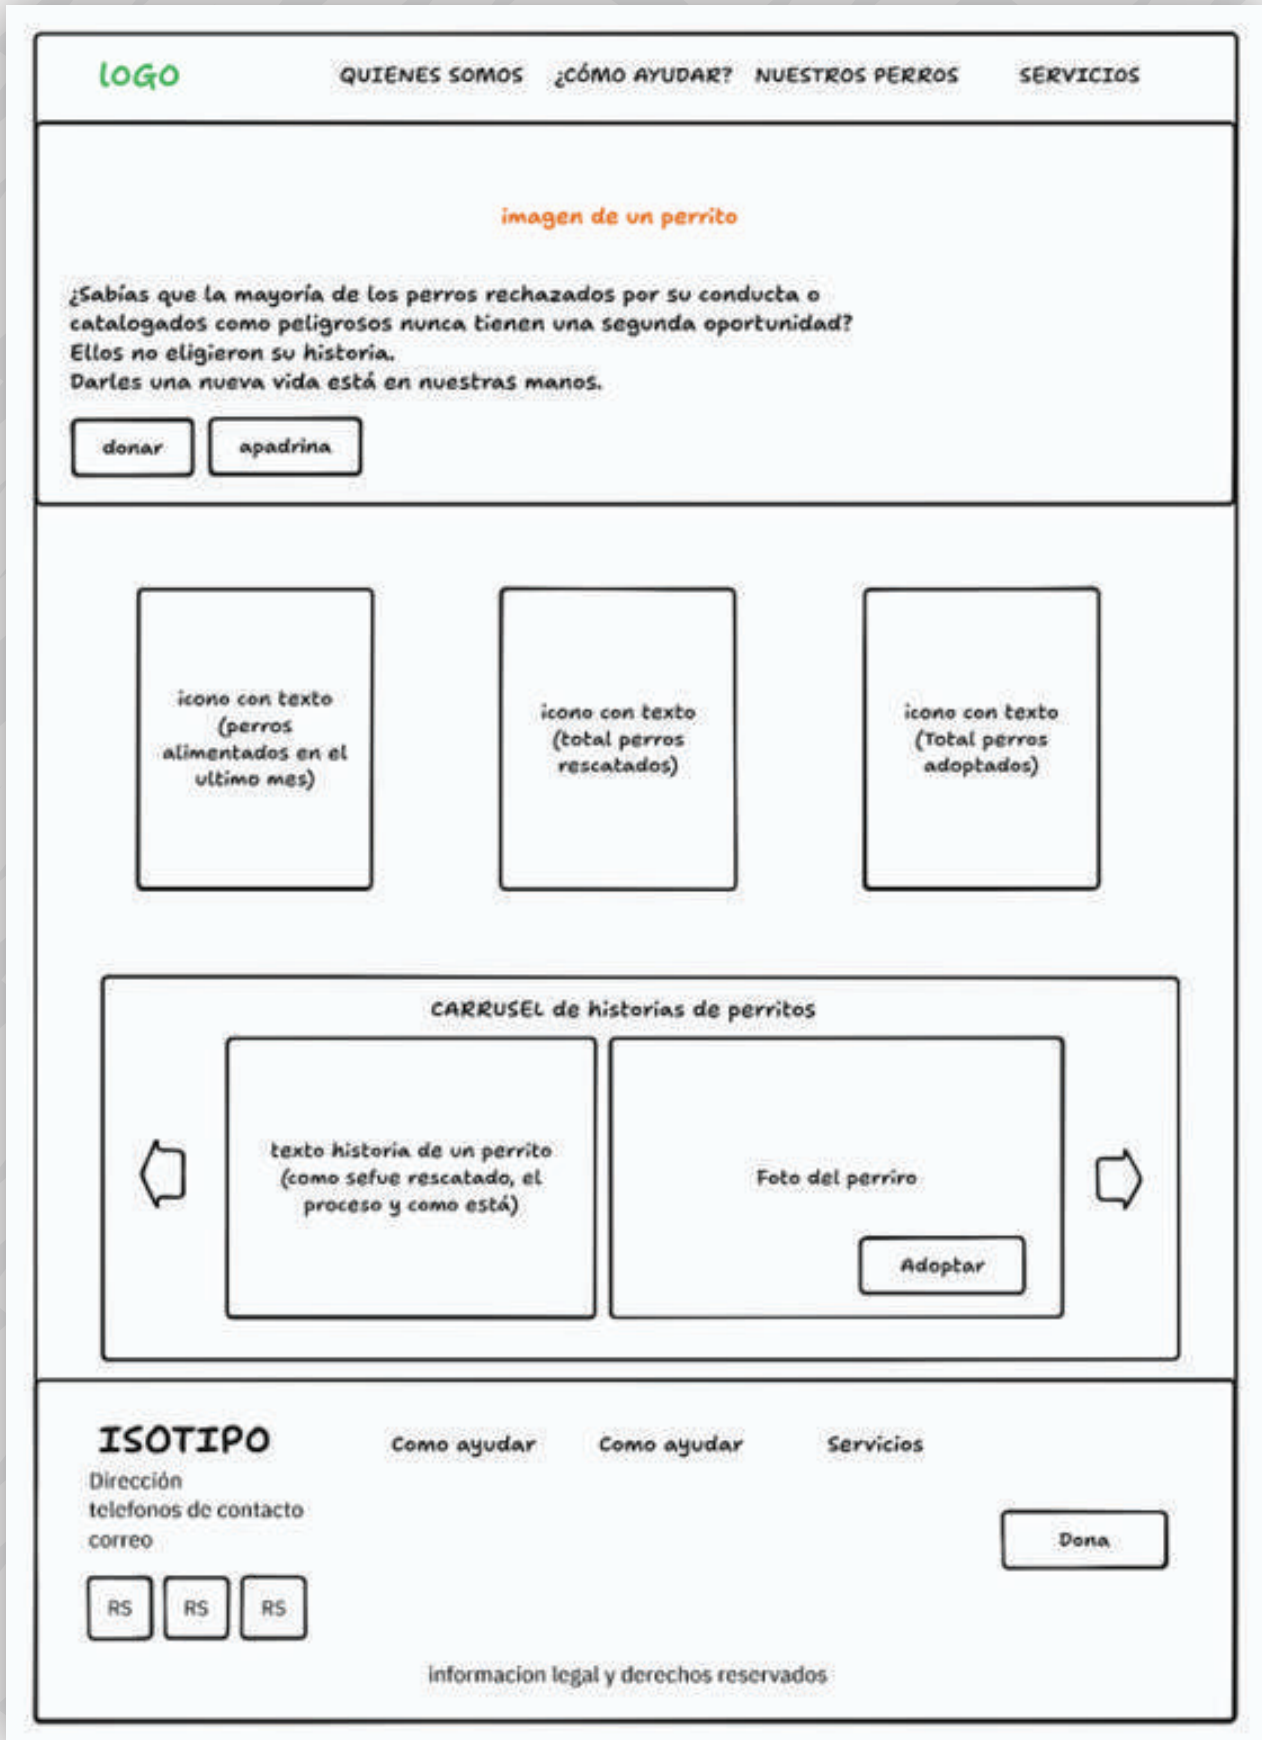 LOGO
QUIENES SOMOS ¿CÓMO AYUDAR? NUESTROS PERROS SERVICIOS
imagen de un perrito
¿Sabías que la mayoría de los perros rechazados por su conducta o
catalogados como peligrosos nunca tienen una segunda oportunidad?
Ellos no eligieron su historia.
Darles una nueva vida está en nuestras manos.
donar apadrina
icono con texto
(perros
alimentados en el
ultimo mes)
icono con texto
(total perros
rescatados)
icono con texto
(Total perros
adoptados)
CARRUSEL de historias de perritos
texto historia de un perrito
(como sefue rescatado, el
proceso y como está)
Foto del perriro
Adoptar
ISOTIPO
Dirección
telefonos de contacto
correo
RS RS RS
Como ayudar Como ayudar Servicios
Dona
informacion legal y derechos reservados